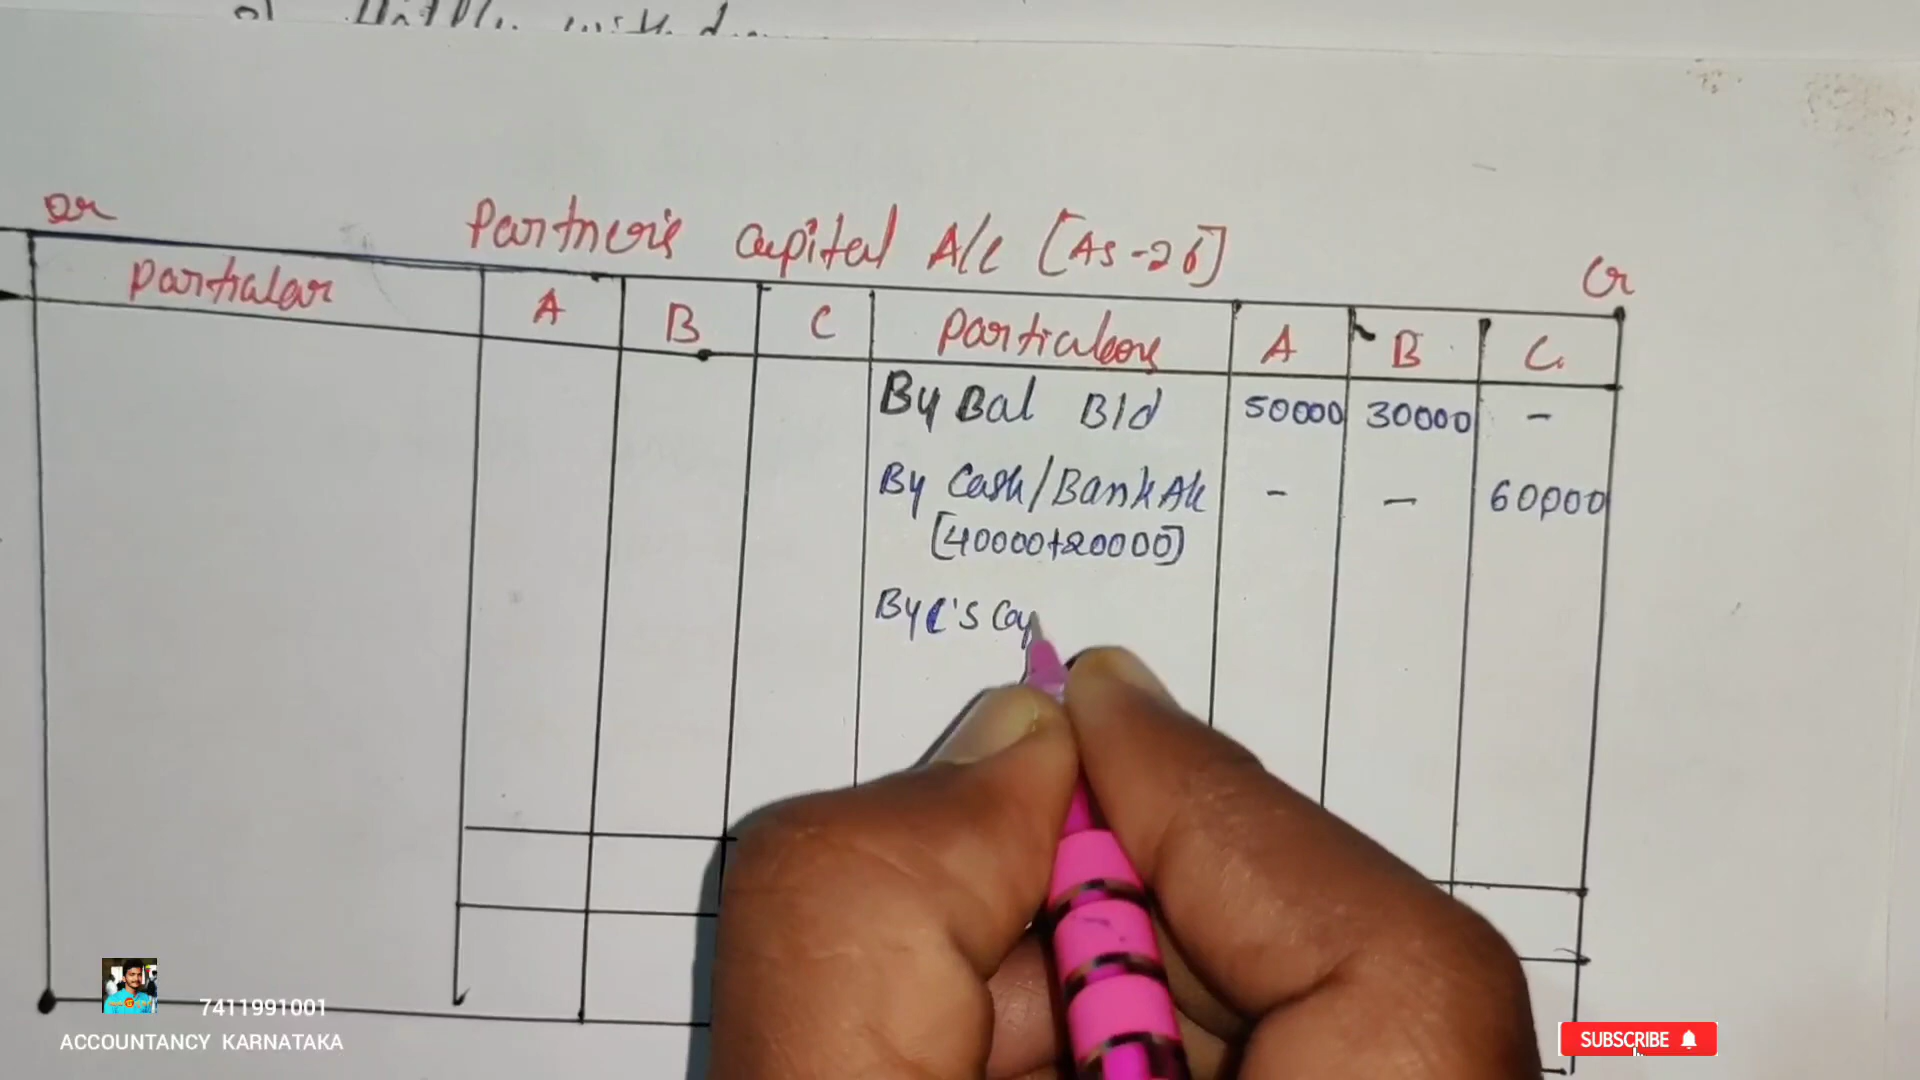 Dr Partner's capital A/c [As-26] Cr
Particular A B C Particulars A B C
By Bal B/d 50000 30000 -
By Cash/Bank A/c - - 60000
[40000+20000]
By C's Cap
7411991001
ACCOUNTANCY KARNATAKA
SUBSCRIBE